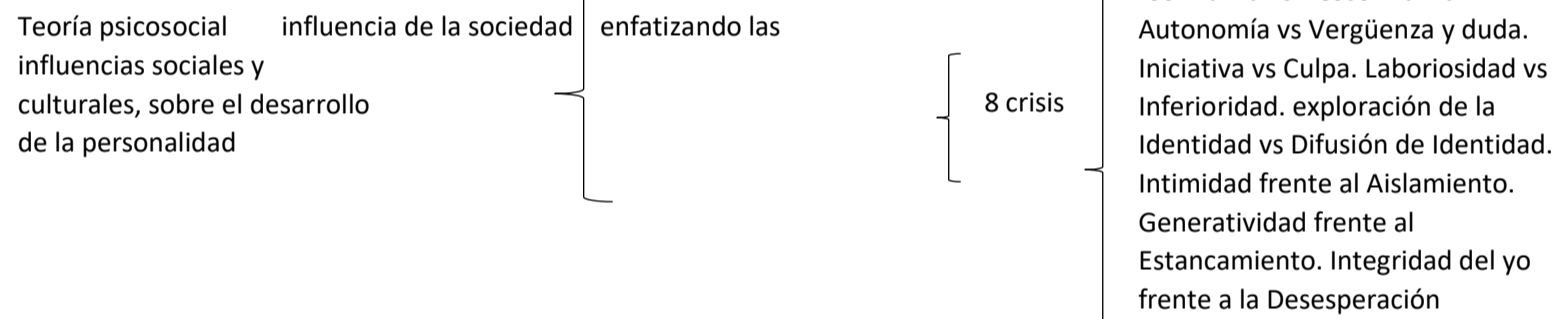 Teoría psicosocial influencia de la sociedad enfatizando las
influencias sociales y
culturales, sobre el desarrollo
de la personalidad
8 crisis
Autonomía vs Vergüenza y duda.
Iniciativa vs Culpa. Laboriosidad vs
Inferioridad. exploración de la
Identidad vs Difusión de Identidad.
Intimidad frente al Aislamiento.
Generatividad frente al
Estancamiento. Integridad del yo
frente a la Desesperación